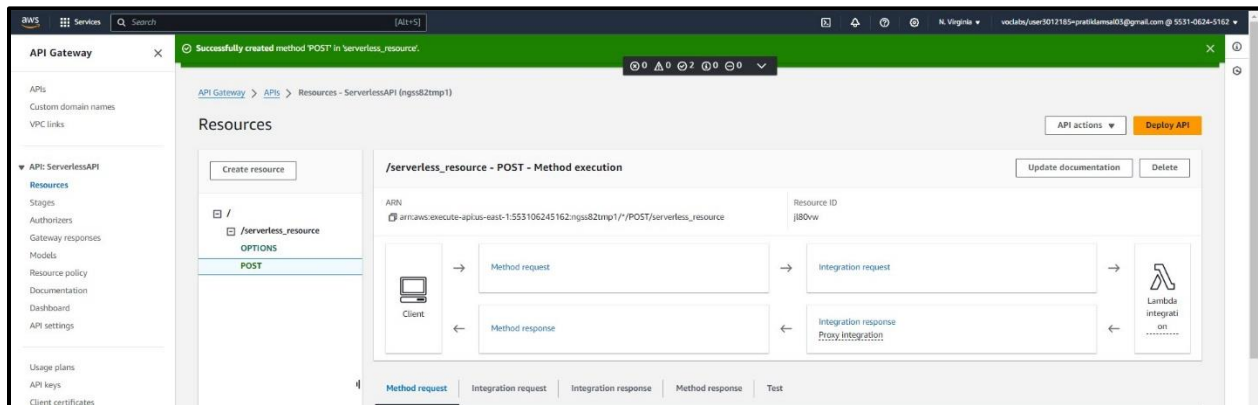 aws Services Search [Alt+S] N. Virginia voclabs/user3012185=pratiklamsal03@gmail.com @ 5531-0624-5162
API Gateway
Successfully created method 'POST' in 'serverless_resource'.
0 0 2 0 0
APIs
Custom domain names
VPC links
API: ServerlessAPI
Resources
Stages
Authorizers
Gateway responses
Models
Resource policy
Documentation
Dashboard
API settings
Usage plans
API keys
Client certificates
API Gateway > APIs > Resources - ServerlessAPI (ngss82tmp1)
Resources
API actions
Deploy API
Create resource
/
/serverless_resource
OPTIONS
POST
/serverless_resource - POST - Method execution
Update documentation
Delete
ARN
arn:aws:execute-api:us-east-1:553106245162:ngss82tmp1/*/POST/serverless_resource
Resource ID
jl80vw
Client
Method request
Integration request
Method response
Integration response
Proxy integration
Lambda
integrati
on
Method request Integration request Integration response Method response Test